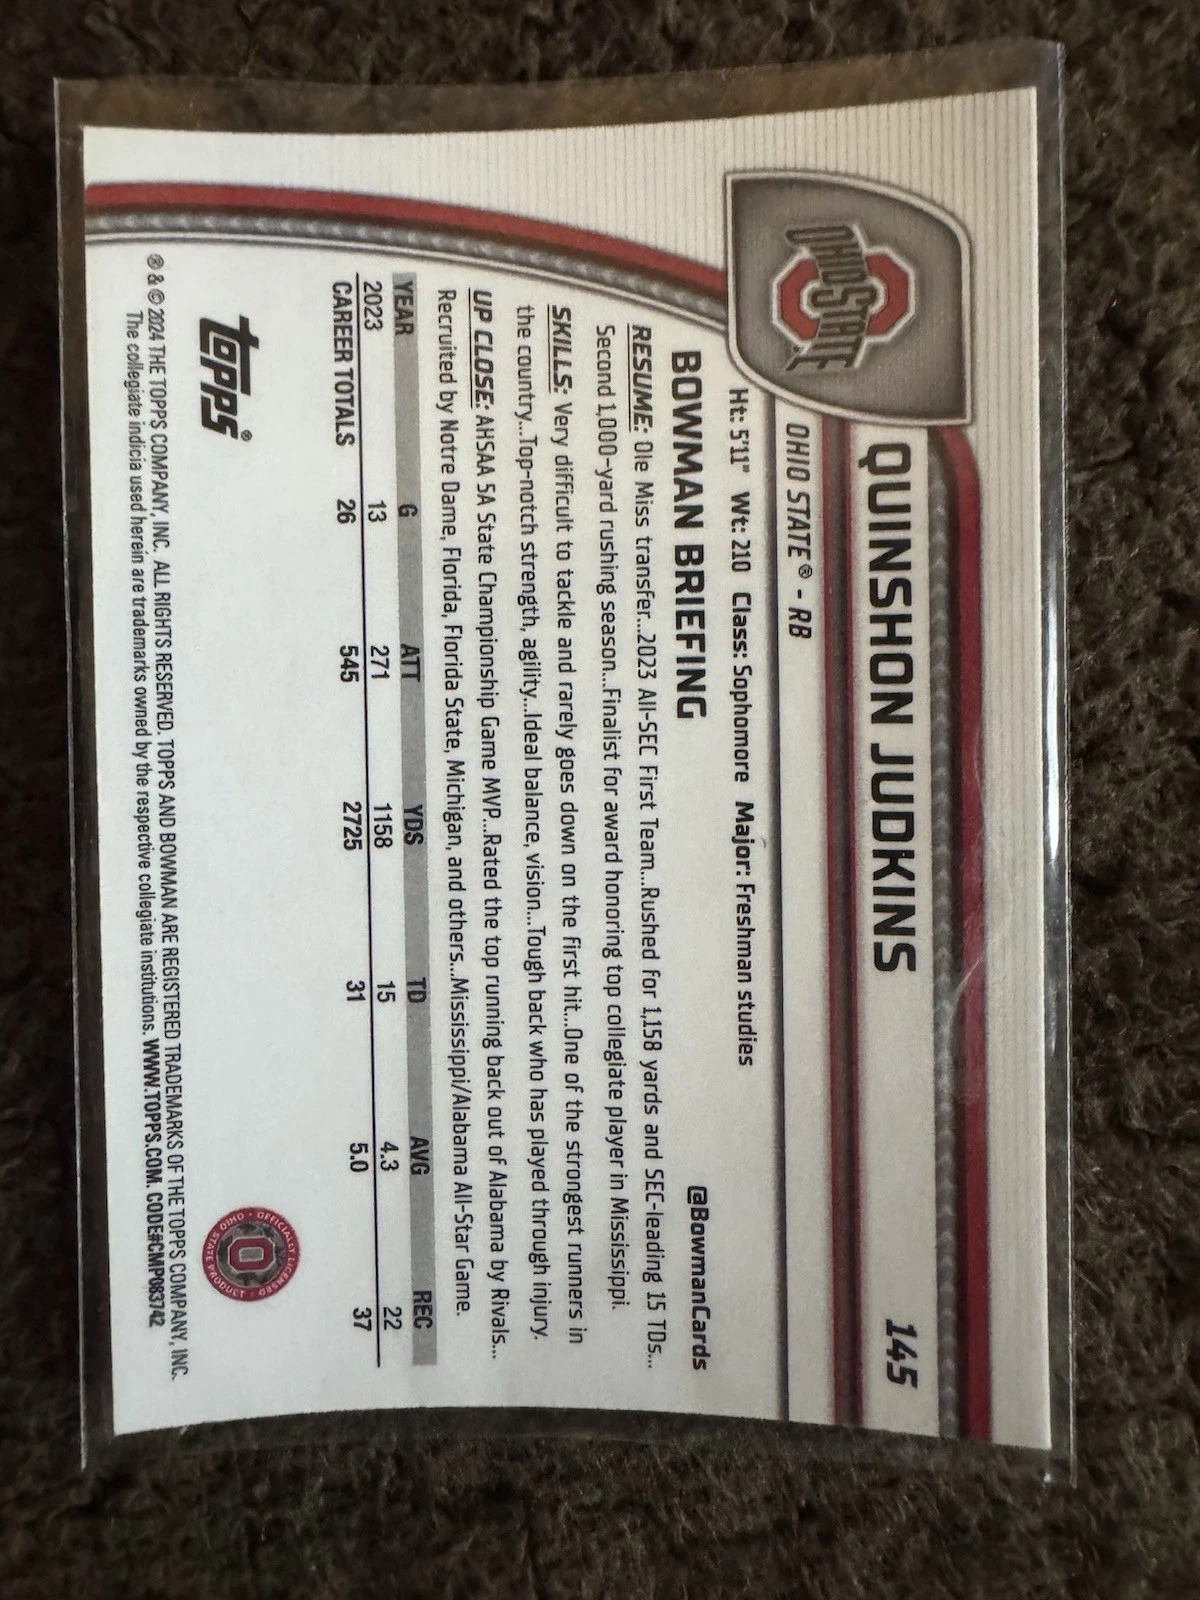 OHIO STATE
QUINSHON JUDKINS
145
OHIO STATE® - RB
Ht: 5'11" Wt: 210 Class: Sophomore Major: Freshman studies
BOWMAN BRIEFING
@BowmanCards
RESUME: Ole Miss transfer...2023 All-SEC First Team...Rushed for 1,158 yards and SEC-leading 15 TDs...
Second 1,000-yard rushing season...Finalist for award honoring top collegiate player in Mississippi.
SKILLS: Very difficult to tackle and rarely goes down on the first hit...One of the strongest runners in
the country...Top-notch strength, agility...Ideal balance, vision...Tough back who has played through injury.
UP CLOSE: AHSAA 5A State Championship Game MVP...Rated the top running back out of Alabama by Rivals...
Recruited by Notre Dame, Florida, Florida State, Michigan, and others...Mississippi/Alabama All-Star Game.
YEAR G ATT YDS TD AVG REC
2023 13 271 1158 15 4.3 22
CAREER TOTALS 26 545 2725 31 5.0 37
topps®
OFFICIALLY LICENSED
OHIO STATE PRODUCT
® & © 2024 THE TOPPS COMPANY, INC. ALL RIGHTS RESERVED. TOPPS AND BOWMAN ARE REGISTERED TRADEMARKS OF THE TOPPS COMPANY, INC.
The collegiate indicia used herein are trademarks owned by the respective collegiate institutions. WWW.TOPPS.COM. CODE#CMP083742